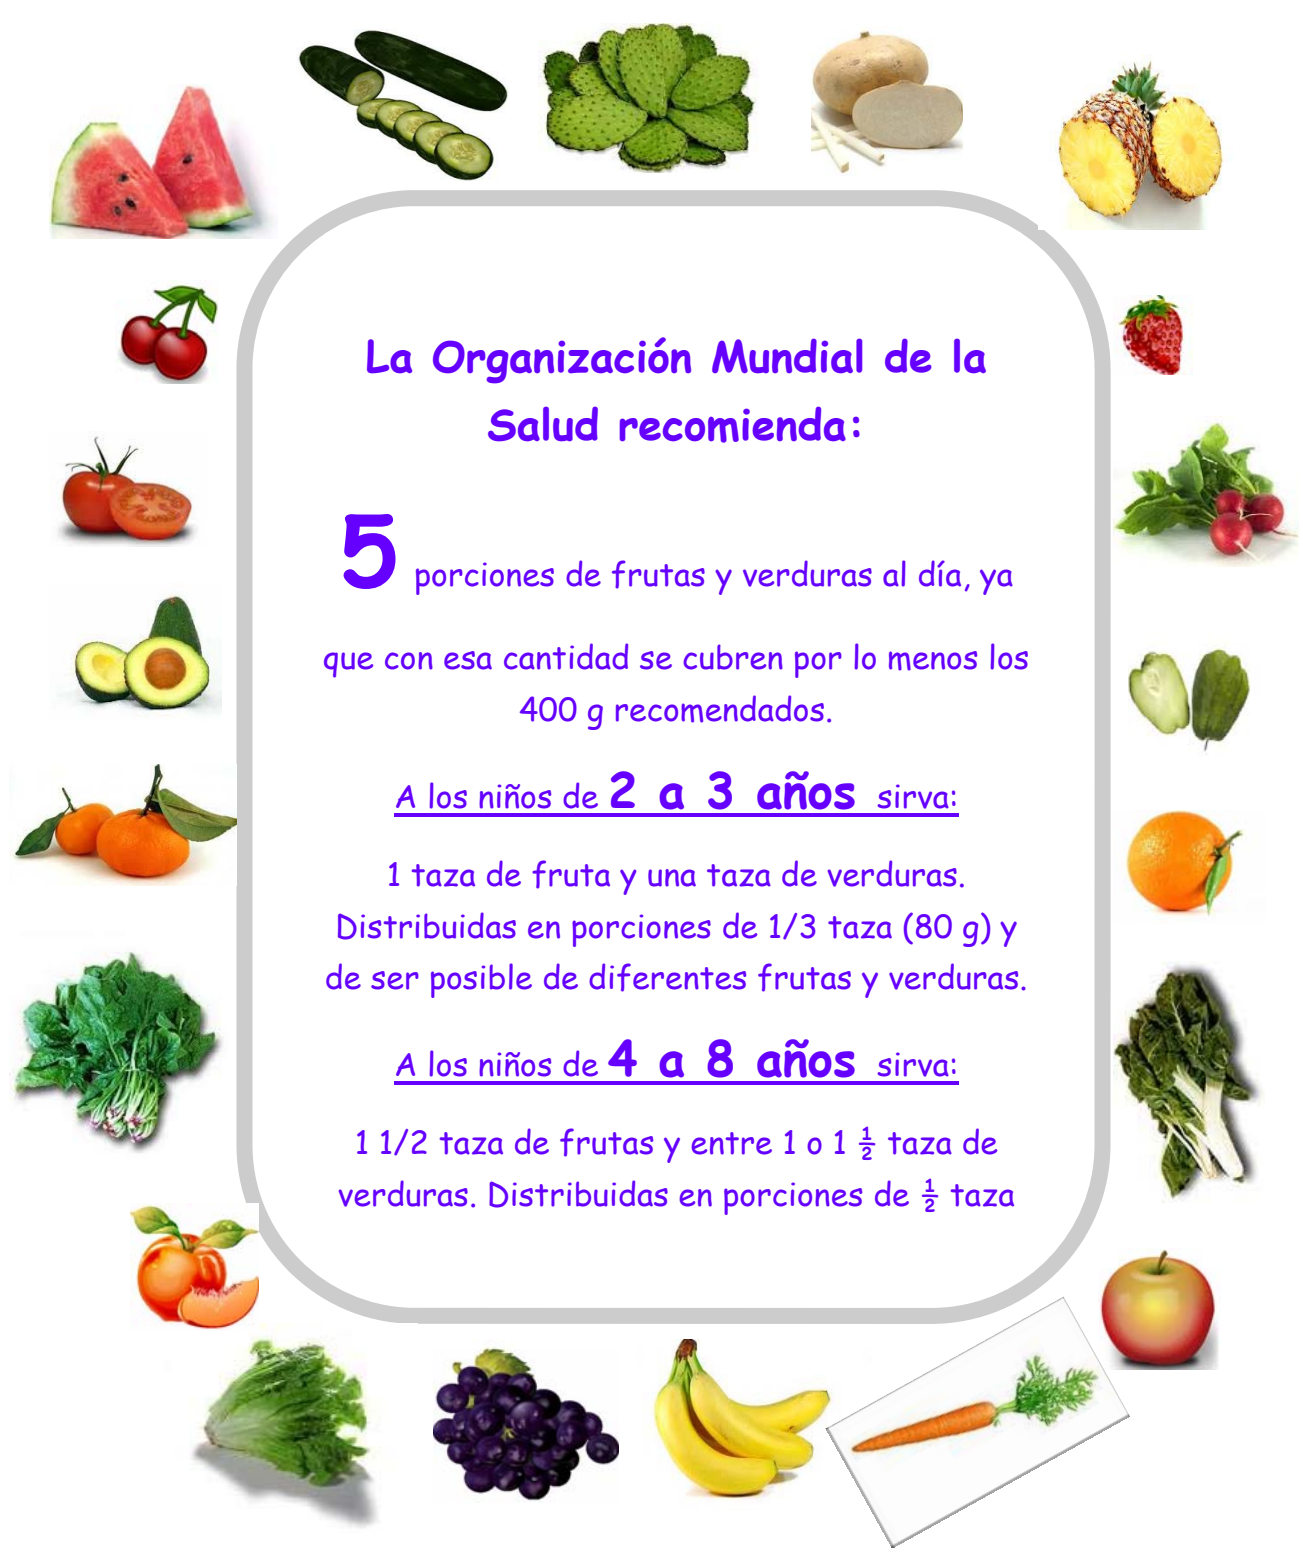 La Organización Mundial de la
Salud recomienda:
5 porciones de frutas y verduras al día, ya
que con esa cantidad se cubren por lo menos los
400 g recomendados.
A los niños de 2 a 3 años sirva:
1 taza de fruta y una taza de verduras.
Distribuidas en porciones de 1/3 taza (80 g) y
de ser posible de diferentes frutas y verduras.
A los niños de 4 a 8 años sirva:
1 1/2 taza de frutas y entre 1 o 1 ½ taza de
verduras. Distribuidas en porciones de ½ taza